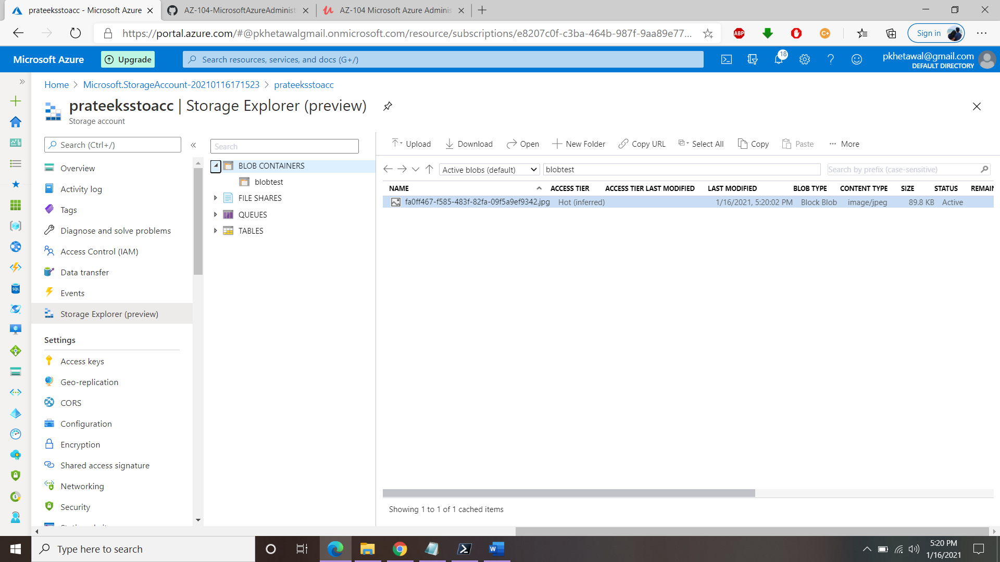 prateeksstoacc - Microsoft Azure
AZ-104-MicrosoftAzureAdminist
AZ-104 Microsoft Azure Adminis
https://portal.azure.com/#@pkhetawalgmail.onmicrosoft.com/resource/subscriptions/e8207c0f-c3ba-464b-987f-9aa89e77...
ABP
Sign in
Microsoft Azure
Upgrade
Search resources, services, and docs (G+/)
18
pkhetawal@gmail.com
DEFAULT DIRECTORY
Home > Microsoft.StorageAccount-20210116171523 > prateeksstoacc
prateeksstoacc | Storage Explorer (preview)
Storage account
Search (Ctrl+/)
Overview
Activity log
Tags
Diagnose and solve problems
Access Control (IAM)
Data transfer
Events
Storage Explorer (preview)
Settings
Access keys
Geo-replication
CORS
Configuration
Encryption
Shared access signature
Networking
Security
Search
BLOB CONTAINERS
blobtest
FILE SHARES
QUEUES
TABLES
Upload Download Open New Folder Copy URL Select All Copy Paste More
Active blobs (default) blobtest Search by prefix (case-sensitive)
NAME ACCESS TIER ACCESS TIER LAST MODIFIED LAST MODIFIED BLOB TYPE CONTENT TYPE SIZE STATUS REMAIN
fa0ff467-f585-483f-82fa-09f5a9ef9342.jpg Hot (inferred) 1/16/2021, 5:20:02 PM Block Blob image/jpeg 89.8 KB Active
Showing 1 to 1 of 1 cached items
Type here to search
5:20 PM
1/16/2021